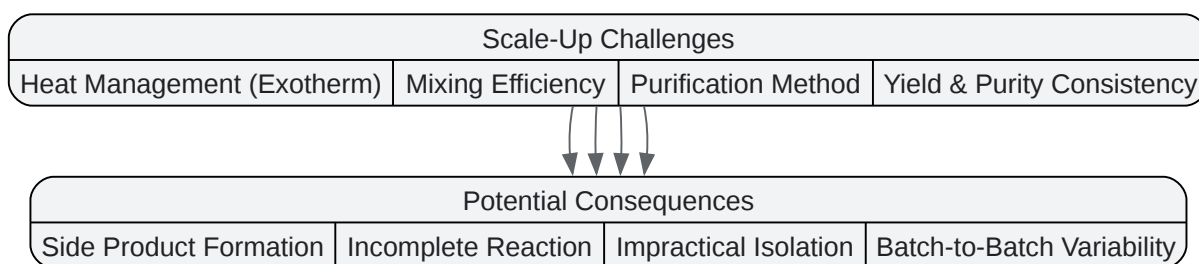 Scale-Up Challenges
Heat Management (Exotherm) Mixing Efficiency Purification Method Yield & Purity Consistency
Potential Consequences
Side Product Formation Incomplete Reaction Impractical Isolation Batch-to-Batch Variability